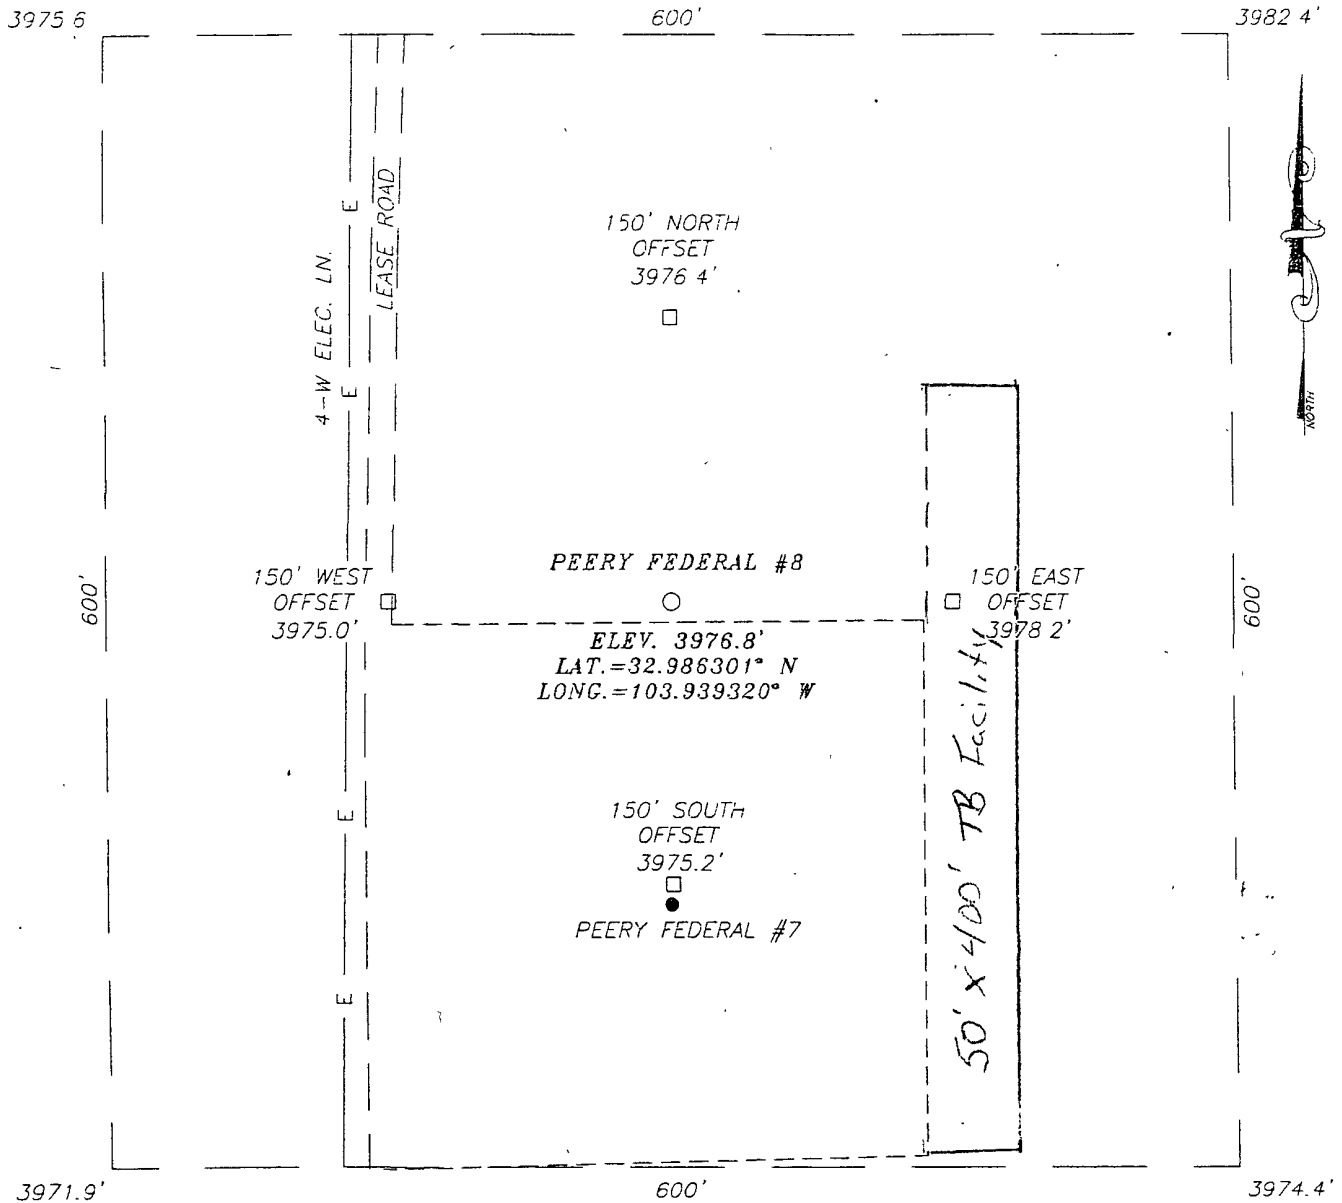 3975 6
600'
3982 4'
4-W ELEC. LN.
LEASE ROAD
E
E
150' NORTH
OFFSET
3976 4'
NORTH
600'
150' WEST
OFFSET
3975.0'
PEERY FEDERAL #8
150' EAST
OFFSET
3978 2'
600'
ELEV. 3976.8'
LAT.=32.986301° N
LONG.=103.939320° W
E
E
150' SOUTH
OFFSET
3975.2'
PEERY FEDERAL #7
50' X 400' TB Facility
3971.9'
600'
3974.4'